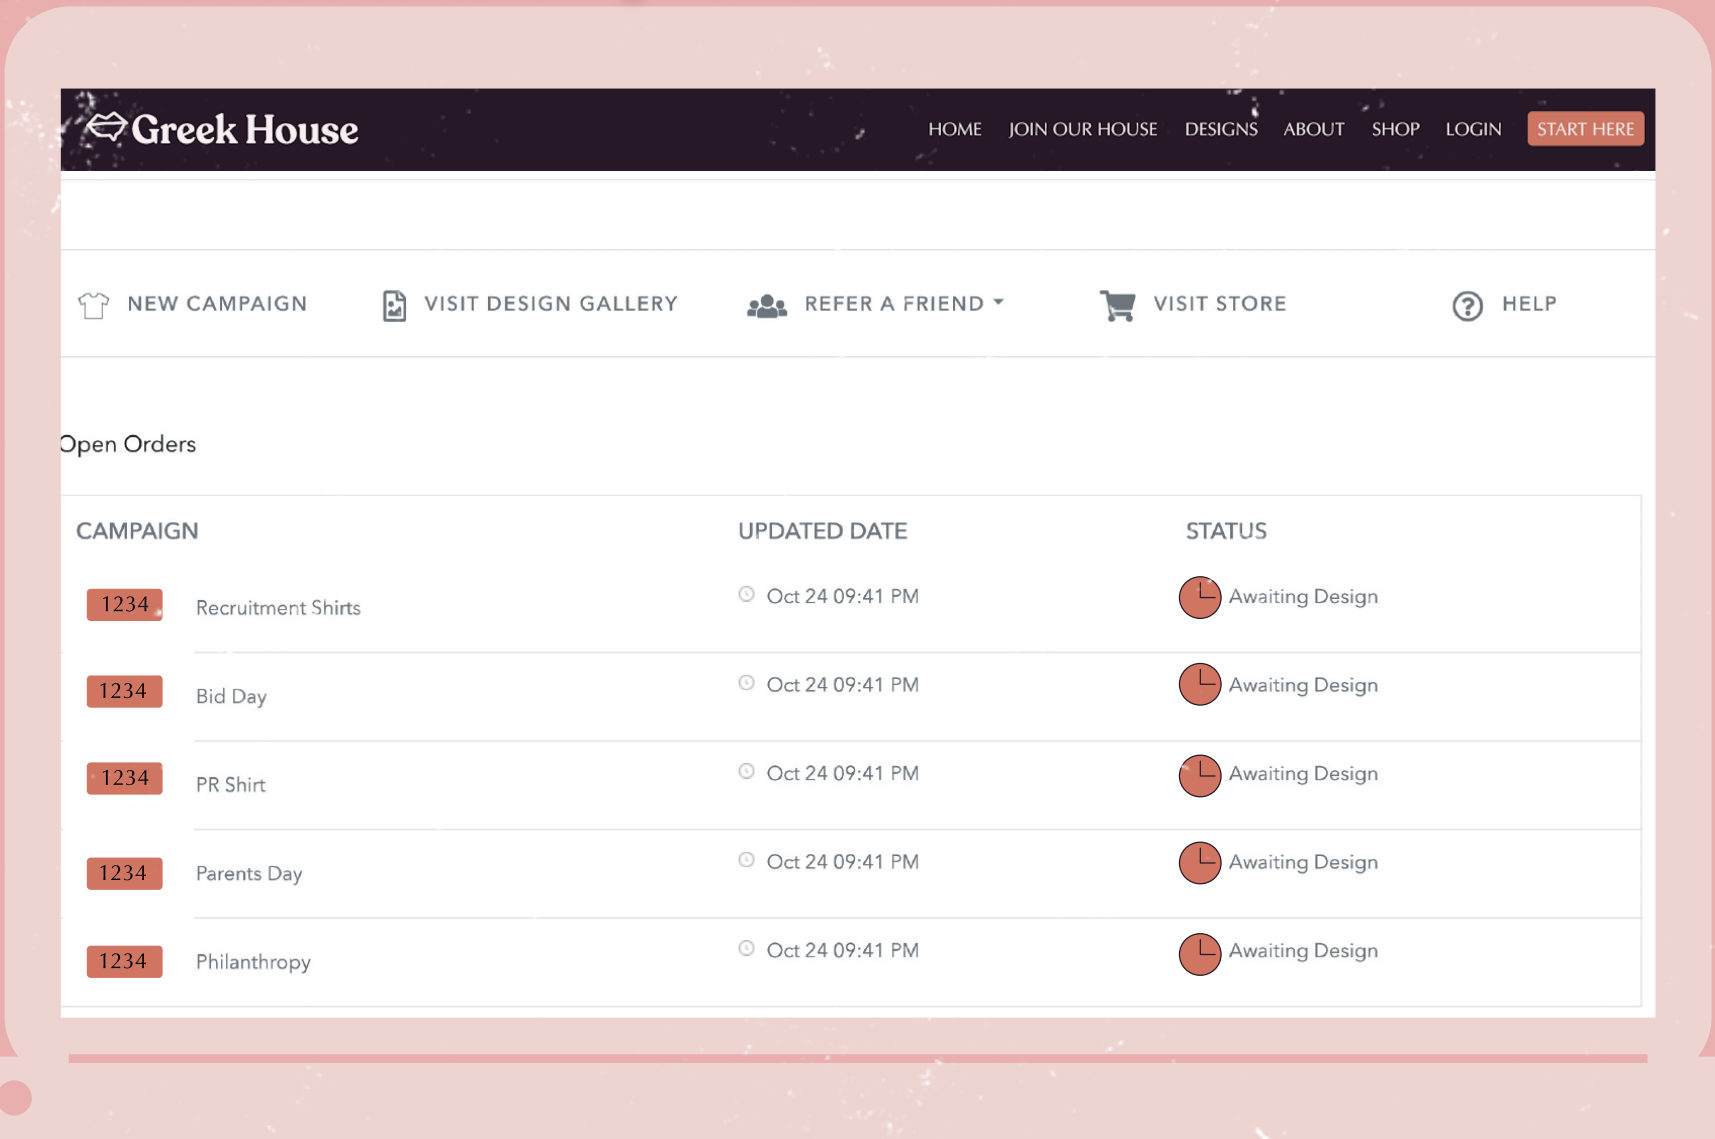 Greek House
HOME JOIN OUR HOUSE DESIGNS ABOUT SHOP LOGIN START HERE
NEW CAMPAIGN VISIT DESIGN GALLERY REFER A FRIEND VISIT STORE HELP
Open Orders
CAMPAIGN UPDATED DATE STATUS
1234 Recruitment Shirts Oct 24 09:41 PM Awaiting Design
1234 Bid Day Oct 24 09:41 PM Awaiting Design
1234 PR Shirt Oct 24 09:41 PM Awaiting Design
1234 Parents Day Oct 24 09:41 PM Awaiting Design
1234 Philanthropy Oct 24 09:41 PM Awaiting Design